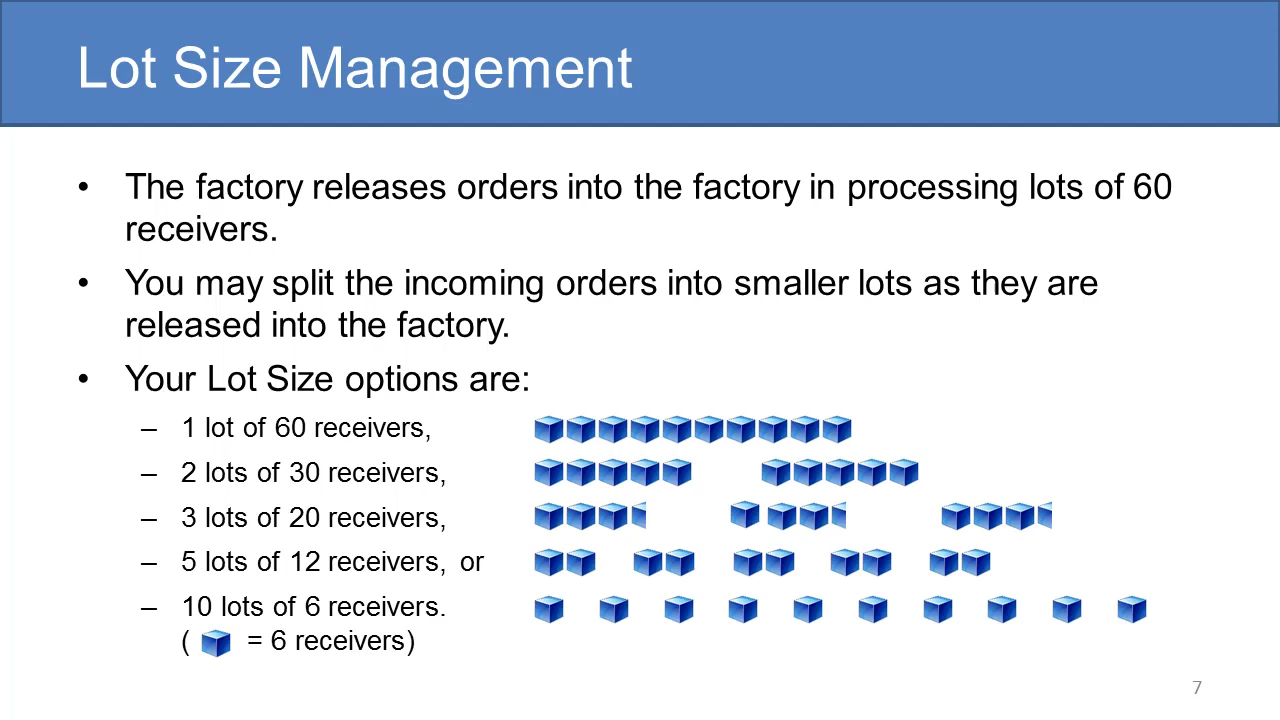 Lot Size Management
• The factory releases orders into the factory in processing lots of 60
receivers.
• You may split the incoming orders into smaller lots as they are
released into the factory.
• Your Lot Size options are:
– 1 lot of 60 receivers,
– 2 lots of 30 receivers,
– 3 lots of 20 receivers,
– 5 lots of 12 receivers, or
– 10 lots of 6 receivers.
( = 6 receivers)
7